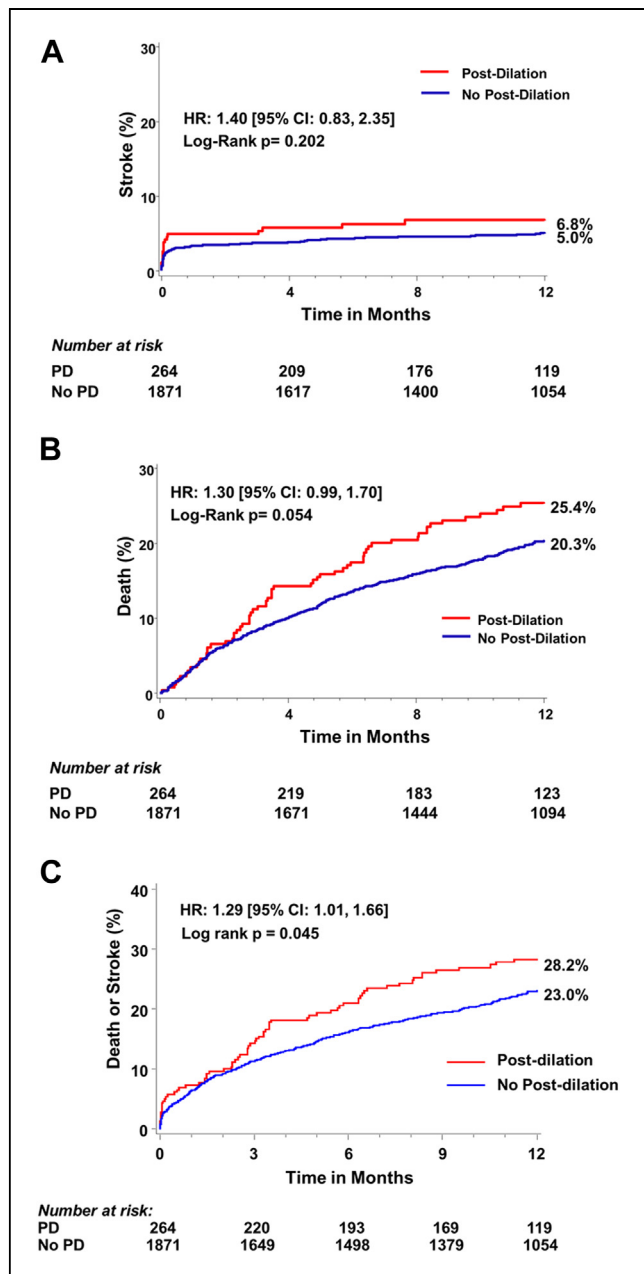 A
30
Post-Dilation
No Post-Dilation
HR: 1.40 [95% CI: 0.83, 2.35]
Log-Rank p= 0.202
20
Stroke (%)
10
6.8%
5.0%
0
0 4 8 12
Time in Months
Number at risk
PD 264 209 176 119
No PD 1871 1617 1400 1054
B
30
HR: 1.30 [95% CI: 0.99, 1.70]
Log-Rank p= 0.054
25.4%
20
20.3%
Death (%)
10
Post-Dilation
No Post-Dilation
0
0 4 8 12
Time in Months
Number at risk
PD 264 219 183 123
No PD 1871 1671 1444 1094
C
40
HR: 1.29 [95% CI: 1.01, 1.66]
Log rank p = 0.045
30
28.2%
23.0%
Death or Stroke (%)
20
10
Post-dilation
No Post-dilation
0
0 3 6 9 12
Time in Months
Number at risk:
PD 264 220 193 169 119
No PD 1871 1649 1498 1379 1054